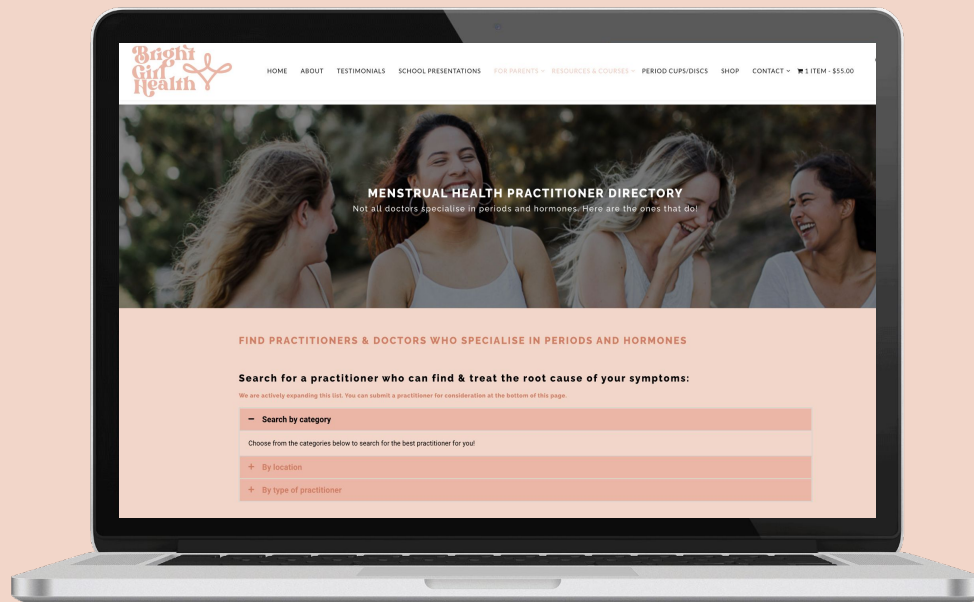 Bright
Girl
Health
HOME ABOUT TESTIMONIALS SCHOOL PRESENTATIONS FOR PARENTS RESOURCES & COURSES PERIOD CUPS/DISCS SHOP CONTACT 1 ITEM - $55.00
MENSTRUAL HEALTH PRACTITIONER DIRECTORY
Not all doctors specialise in periods and hormones. Here are the ones that do!
FIND PRACTITIONERS & DOCTORS WHO SPECIALISE IN PERIODS AND HORMONES
Search for a practitioner who can find & treat the root cause of your symptoms:
We are actively expanding this list. You can submit a practitioner for consideration at the bottom of this page.
− Search by category
Choose from the categories below to search for the best practitioner for you!
+ By location
+ By type of practitioner